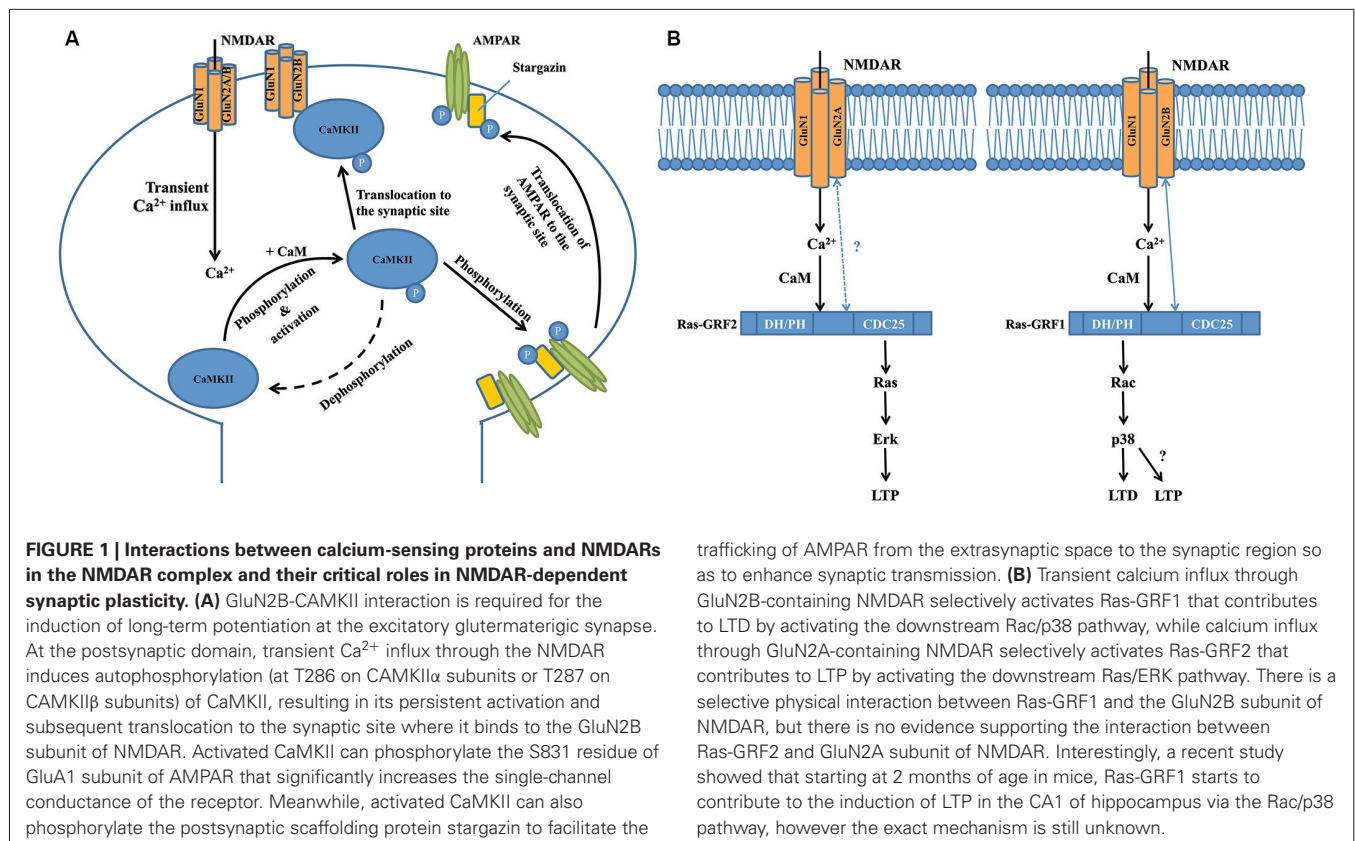 A
NMDAR
GluN1
GluN2A/B
GluN1
GluN2B
AMPAR
Stargazin
P
P
CaMKII
P
Transient
Ca²⁺ influx
Translocation to
the synaptic site
Translocation of
AMPAR to the
synaptic site
Ca²⁺
+ CaM
CaMKII
P
Phosphorylation
&
activation
Phosphorylation
CaMKII
Dephosphorylation
P
P
B
NMDAR
GluN1
GluN2A
Ca²⁺
?
CaM
Ras-GRF2
DH/PH
CDC25
Ras
Erk
LTP
NMDAR
GluN1
GluN2B
Ca²⁺
CaM
Ras-GRF1
DH/PH
CDC25
Rac
p38
?
LTD
LTP
FIGURE 1 | Interactions between calcium-sensing proteins and NMDARs
in the NMDAR complex and their critical roles in NMDAR-dependent
synaptic plasticity. (A) GluN2B-CAMKII interaction is required for the
induction of long-term potentiation at the excitatory glutermaterigic synapse.
At the postsynaptic domain, transient Ca²⁺ influx through the NMDAR
induces autophosphorylation (at T286 on CAMKIIα subunits or T287 on
CAMKIIβ subunits) of CaMKII, resulting in its persistent activation and
subsequent translocation to the synaptic site where it binds to the GluN2B
subunit of NMDAR. Activated CaMKII can phosphorylate the S831 residue of
GluA1 subunit of AMPAR that significantly increases the single-channel
conductance of the receptor. Meanwhile, activated CaMKII can also
phosphorylate the postsynaptic scaffolding protein stargazin to facilitate the
trafficking of AMPAR from the extrasynaptic space to the synaptic region so
as to enhance synaptic transmission. (B) Transient calcium influx through
GluN2B-containing NMDAR selectively activates Ras-GRF1 that contributes
to LTD by activating the downstream Rac/p38 pathway, while calcium influx
through GluN2A-containing NMDAR selectively activates Ras-GRF2 that
contributes to LTP by activating the downstream Ras/ERK pathway. There is a
selective physical interaction between Ras-GRF1 and the GluN2B subunit of
NMDAR, but there is no evidence supporting the interaction between
Ras-GRF2 and GluN2A subunit of NMDAR. Interestingly, a recent study
showed that starting at 2 months of age in mice, Ras-GRF1 starts to
contribute to the induction of LTP in the CA1 of hippocampus via the Rac/p38
pathway, however the exact mechanism is still unknown.